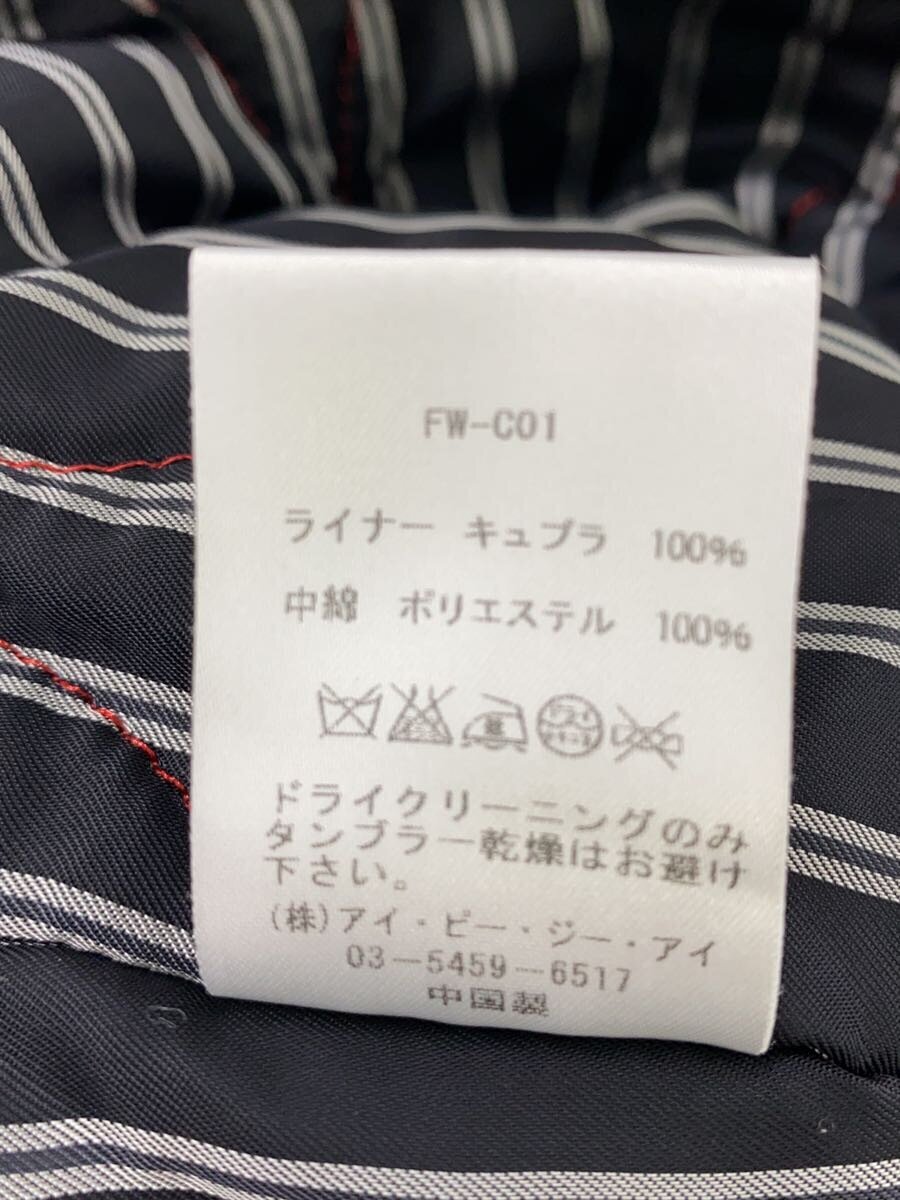 FW-C01
ライナー キュプラ 100%
中綿 ポリエステル 100%
ドライクリーニングのみ
タンブラー乾燥はお避け
下さい。
(株)アイ・ピー・ジー・アイ
03-5459-6517
中国製